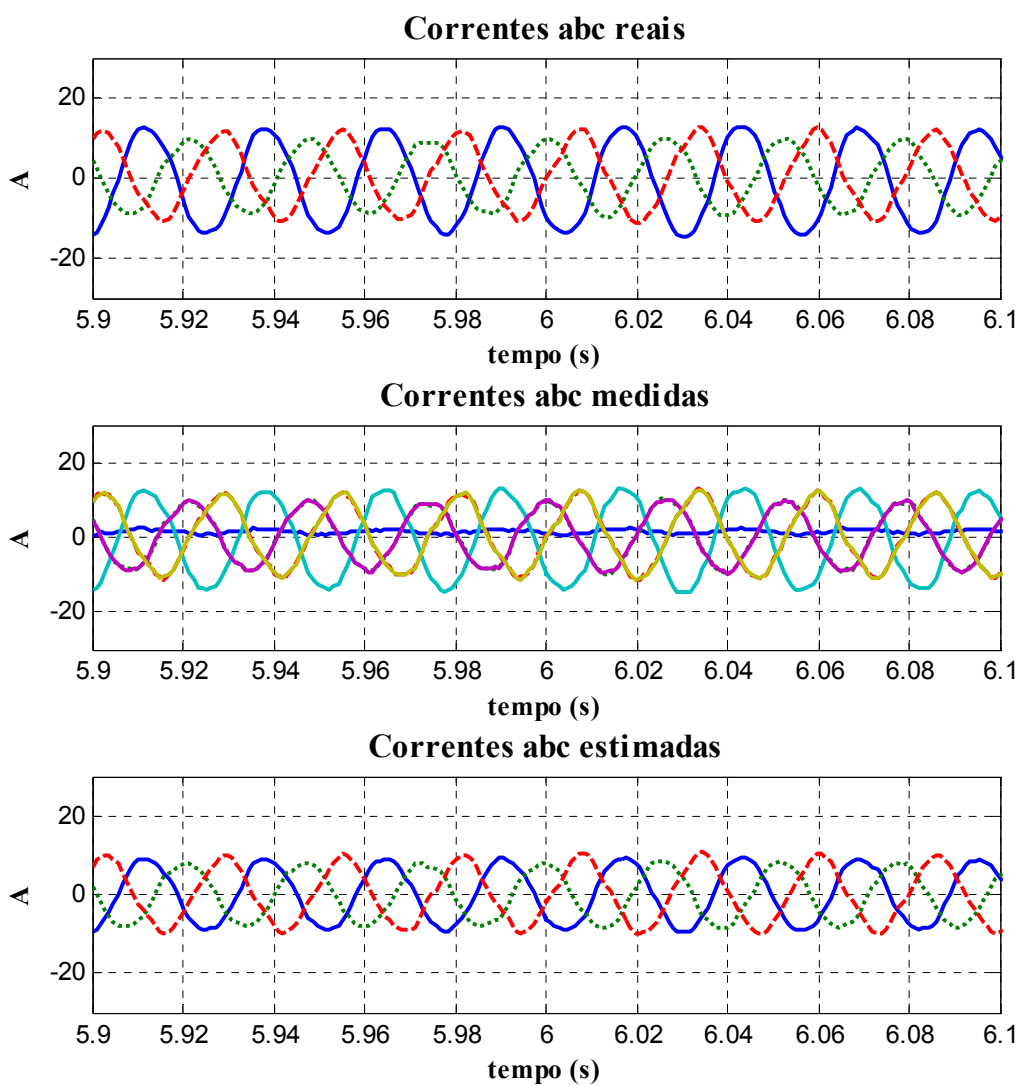 Correntes abc reais
20
0
-20
A
5.9 5.92 5.94 5.96 5.98 6 6.02 6.04 6.06 6.08 6.1
tempo (s)
Correntes abc medidas
20
0
-20
A
5.9 5.92 5.94 5.96 5.98 6 6.02 6.04 6.06 6.08 6.1
tempo (s)
Correntes abc estimadas
20
0
-20
A
5.9 5.92 5.94 5.96 5.98 6 6.02 6.04 6.06 6.08 6.1
tempo (s)